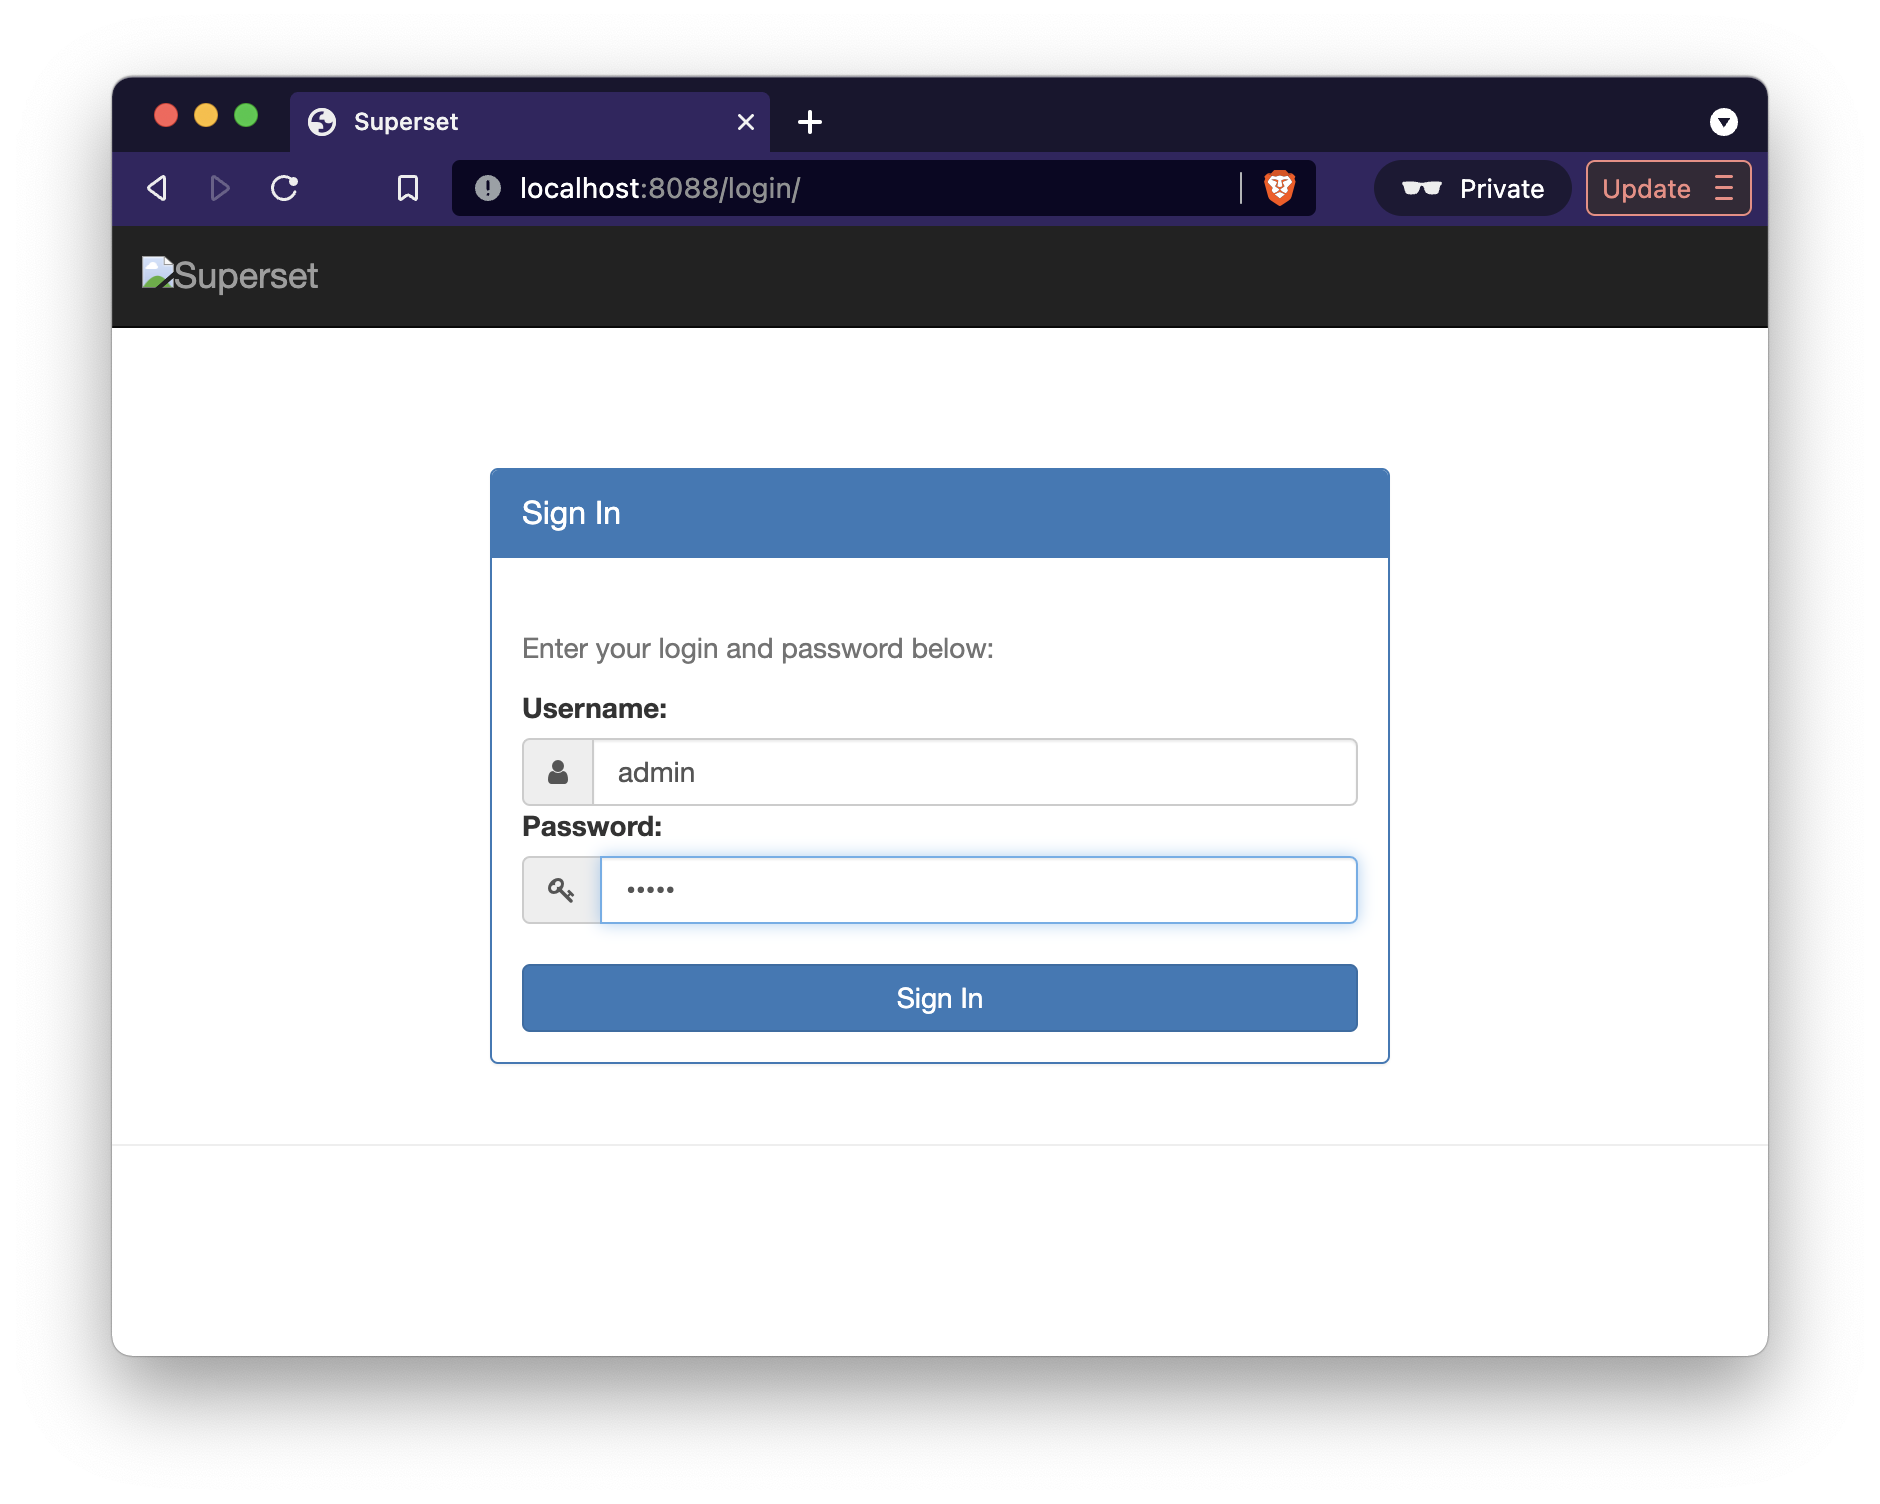 Superset
localhost:8088/login/
Private
Update
Superset
Sign In
Enter your login and password below:
Username:
admin
Password:
•••••
Sign In